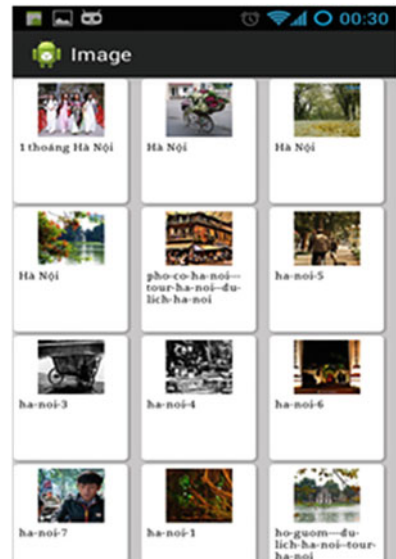 00:30
Image
1 thoáng Hà Nội
Hà Nội
Hà Nội
Hà Nội
pho-co-ha-noi---
tour-ha-noi--du-
lich-ha-noi
ha-noi-5
ha-noi-3
ha-noi-4
ha-noi-6
ha-noi-7
ha-noi-1
ho-guom---du-
lich-ha-noi--tour-
ha-noi